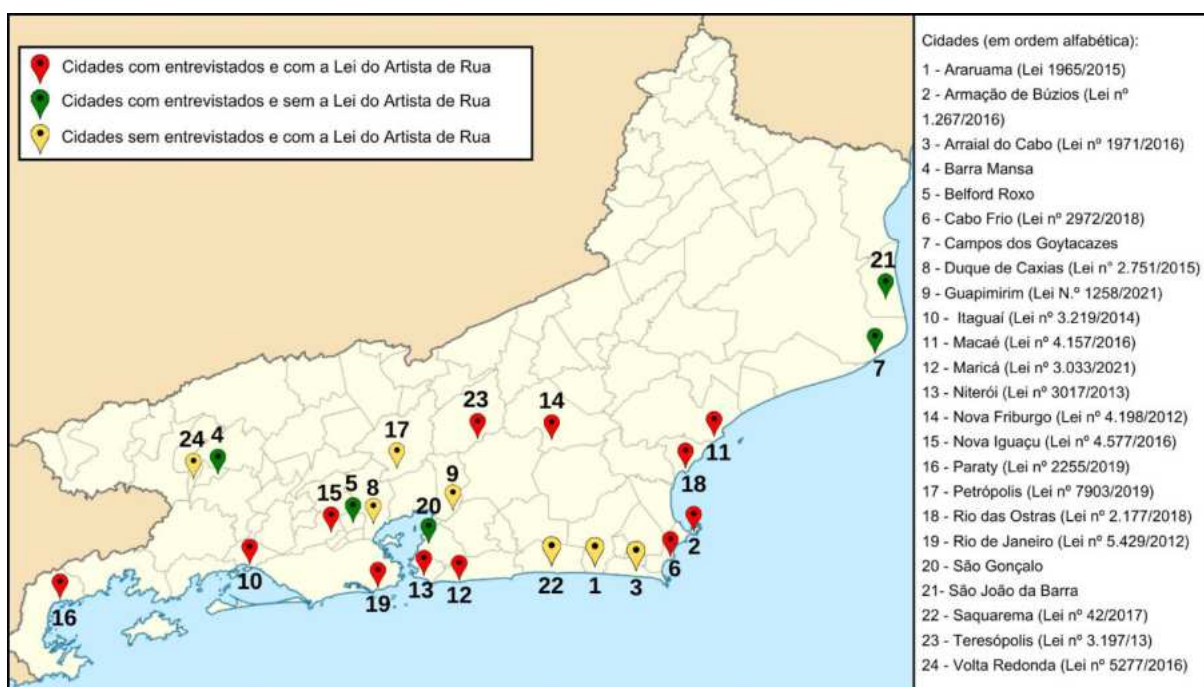 Cidades com entrevistados e com a Lei do Artista de Rua
Cidades com entrevistados e sem a Lei do Artista de Rua
Cidades sem entrevistados e com a Lei do Artista de Rua
21
7
23
14
11
17
24
4
9
18
15
5
8
20
2
6
10
13
12
22
1
3
19
16
Cidades (em ordem alfabética):
1 - Araruama (Lei 1965/2015)
2 - Armação de Búzios (Lei nº
1.267/2016)
3 - Arraial do Cabo (Lei nº 1971/2016)
4 - Barra Mansa
5 - Belford Roxo
6 - Cabo Frio (Lei nº 2972/2018)
7 - Campos dos Goytacazes
8 - Duque de Caxias (Lei n° 2.751/2015)
9 - Guapimirim (Lei N.º 1258/2021)
10 - Itaguaí (Lei nº 3.219/2014)
11 - Macaé (Lei nº 4.157/2016)
12 - Maricá (Lei nº 3.033/2021)
13 - Niterói (Lei nº 3017/2013)
14 - Nova Friburgo (Lei nº 4.198/2012)
15 - Nova Iguaçu (Lei nº 4.577/2016)
16 - Paraty (Lei nº 2255/2019)
17 - Petrópolis (Lei nº 7903/2019)
18 - Rio das Ostras (Lei nº 2.177/2018)
19 - Rio de Janeiro (Lei nº 5.429/2012)
20 - São Gonçalo
21- São João da Barra
22 - Saquarema (Lei nº 42/2017)
23 - Teresópolis (Lei nº 3.197/13)
24 - Volta Redonda (Lei nº 5277/2016)